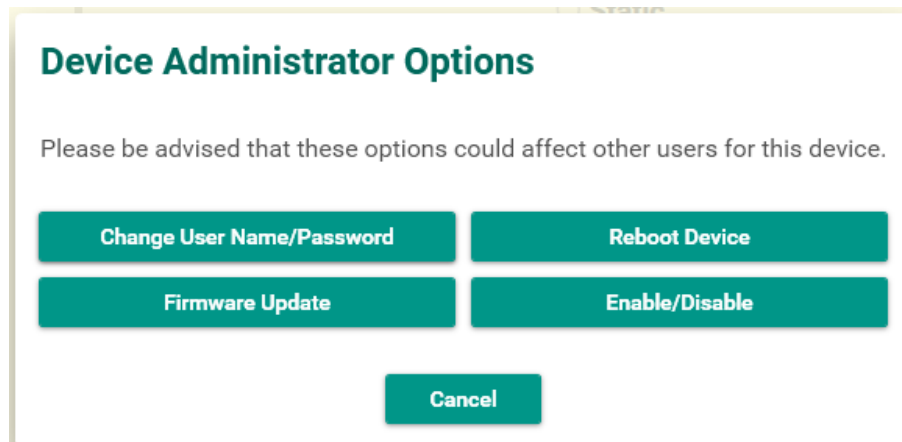 Static
Device Administrator Options
Please be advised that these options could affect other users for this device.
Change User Name/Password
Reboot Device
Firmware Update
Enable/Disable
Cancel